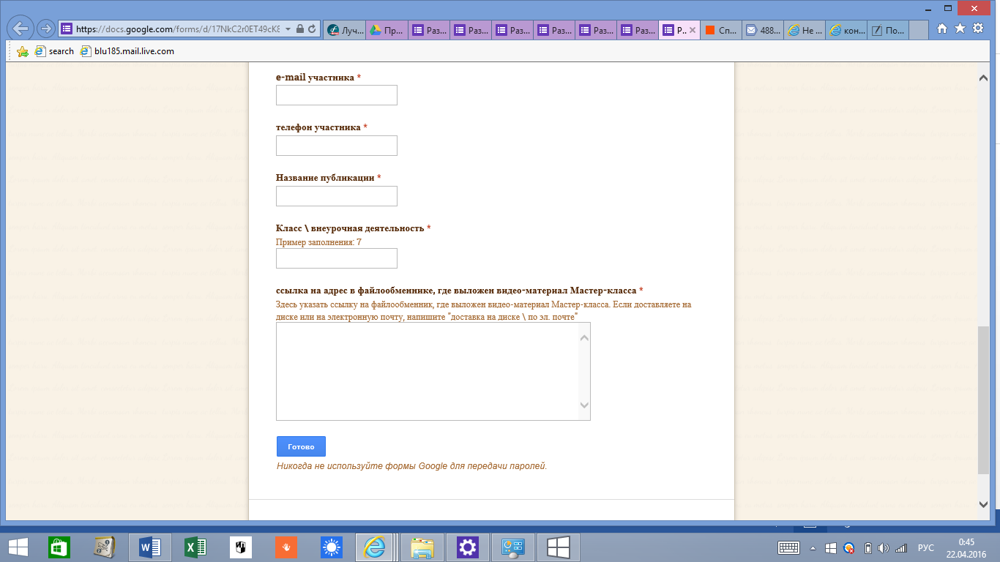 https://docs.google.com/forms/d/17NkC2r0ET49cK8
Луч...
Пр...
Раз...
Раз...
Раз...
Раз...
Раз...
Раз...
Р...
Сп...
488...
Не ...
кон...
По...
search
blu185.mail.live.com
e-mail участника *
телефон участника *
Название публикации *
Класс \ внеурочная деятельность *
Пример заполнения: 7
ссылка на адрес в файлообменнике, где выложен видео-материал Мастер-класса *
Здесь указать ссылку на файлообменник, где выложен видео-материал Мастер-класса. Если доставляете на
диске или на электронную почту, напишите "доставка на диске \ по эл. почте"
Готово
Никогда не используйте формы Google для передачи паролей.
РУС
0:45
22.04.2016